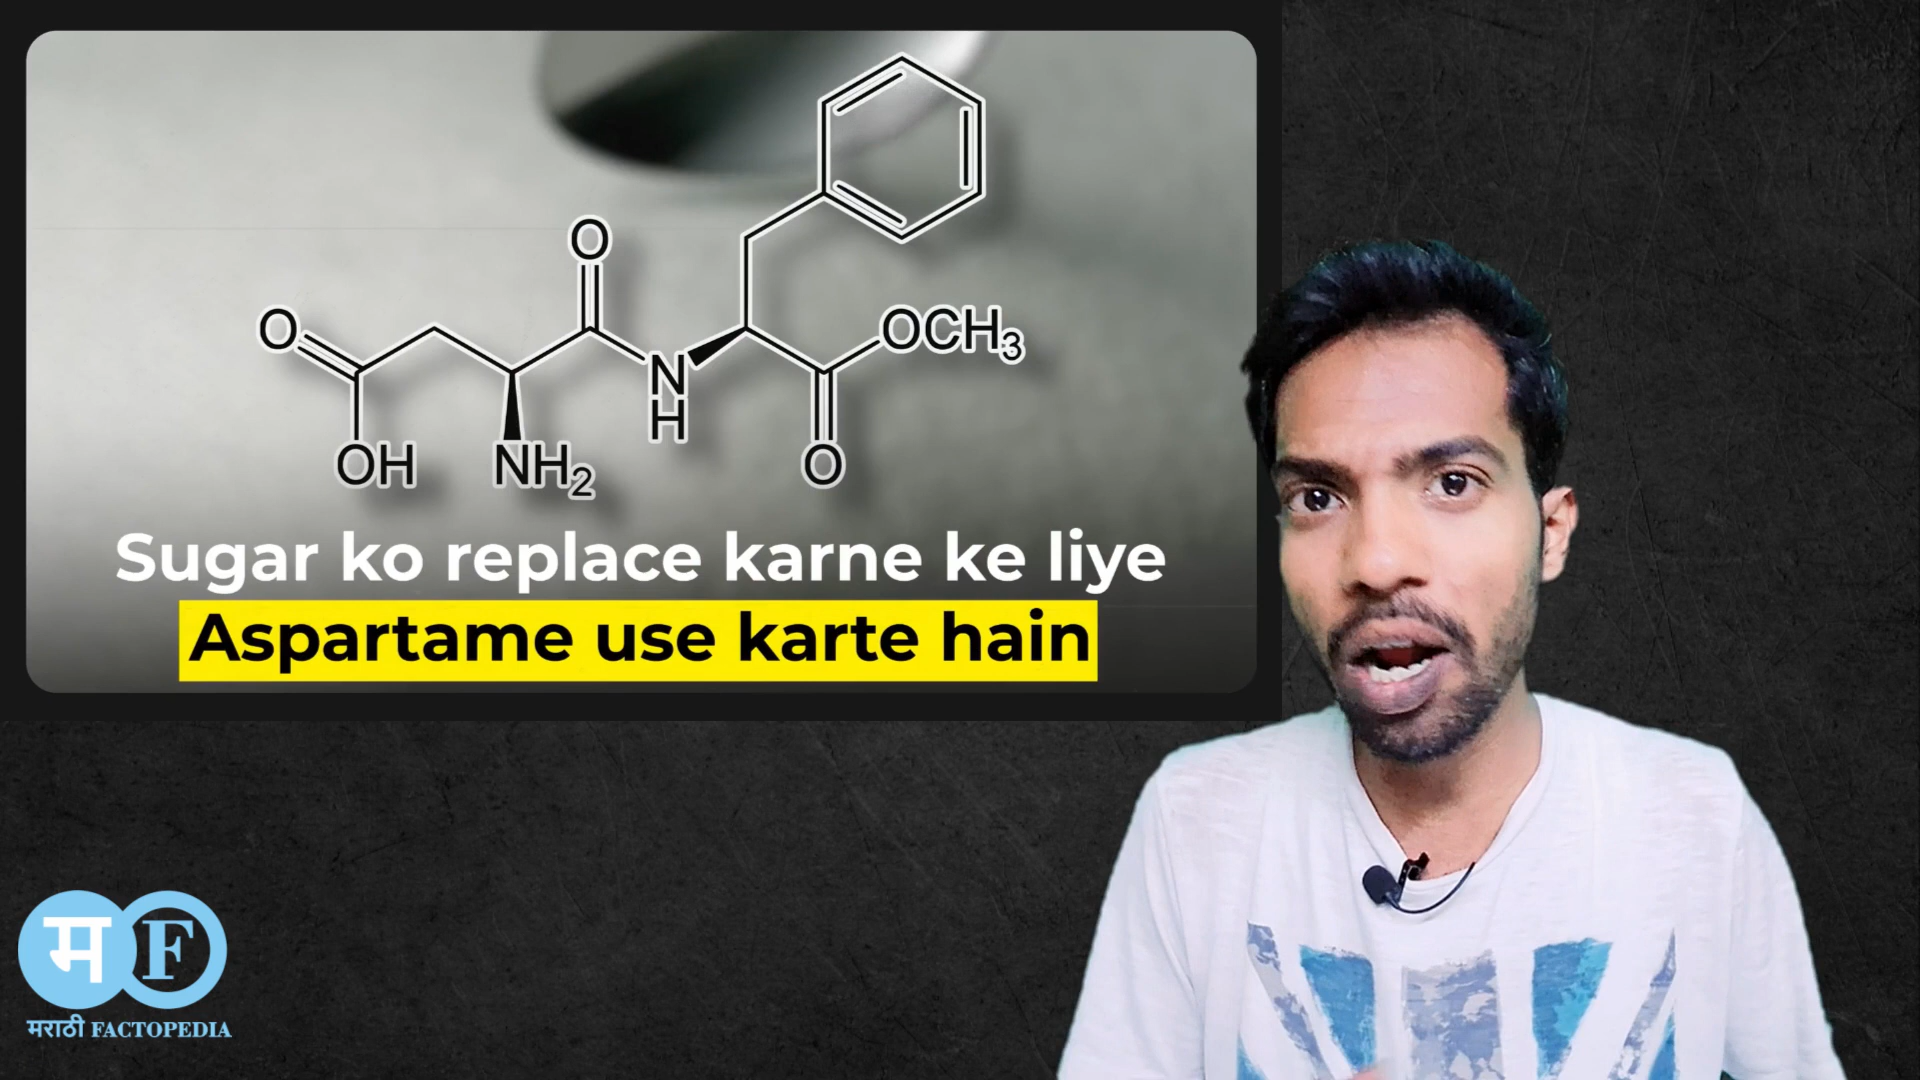 O
O
OCH3
N
H
OH
NH2
O
Sugar ko replace karne ke liye
Aspartame use karte hain
म F
मराठी FACTOPEDIA